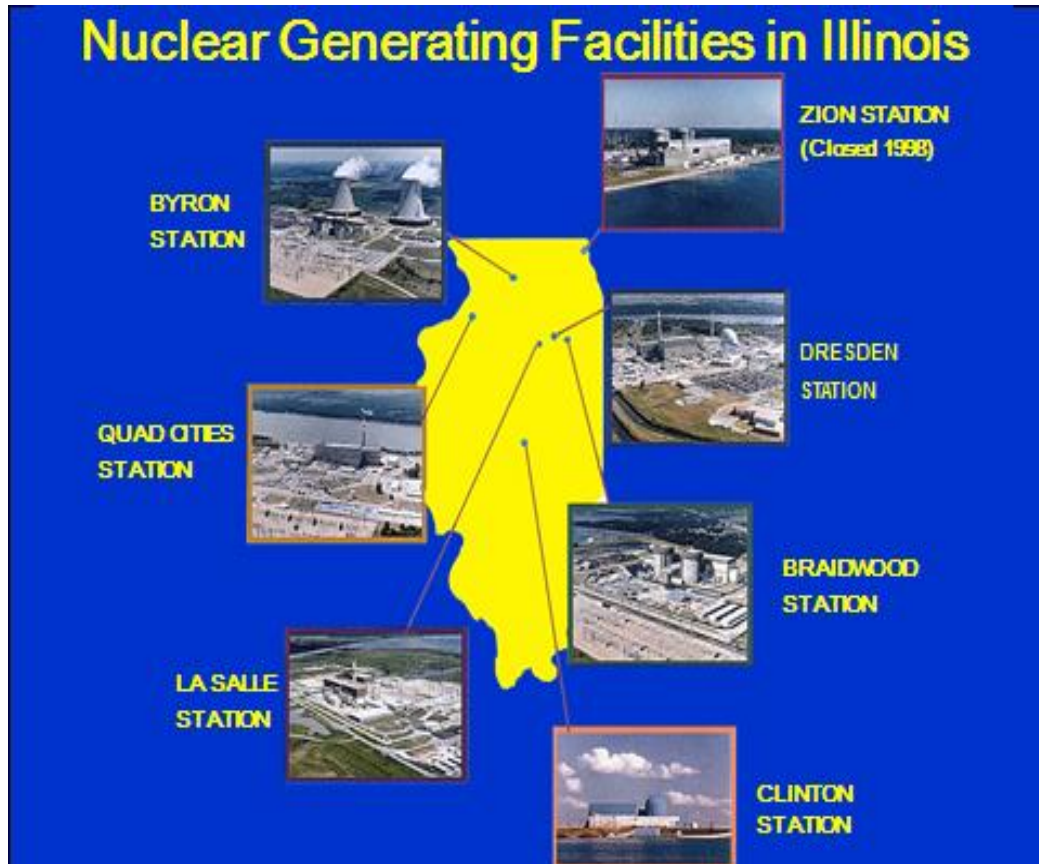 Nuclear Generating Facilities in Illinois
ZION STATION
(Closed 1998)
BYRON
STATION
DRESDEN
STATION
QUAD CITIES
STATION
BRAIDWOOD
STATION
LA SALLE
STATION
CLINTON
STATION